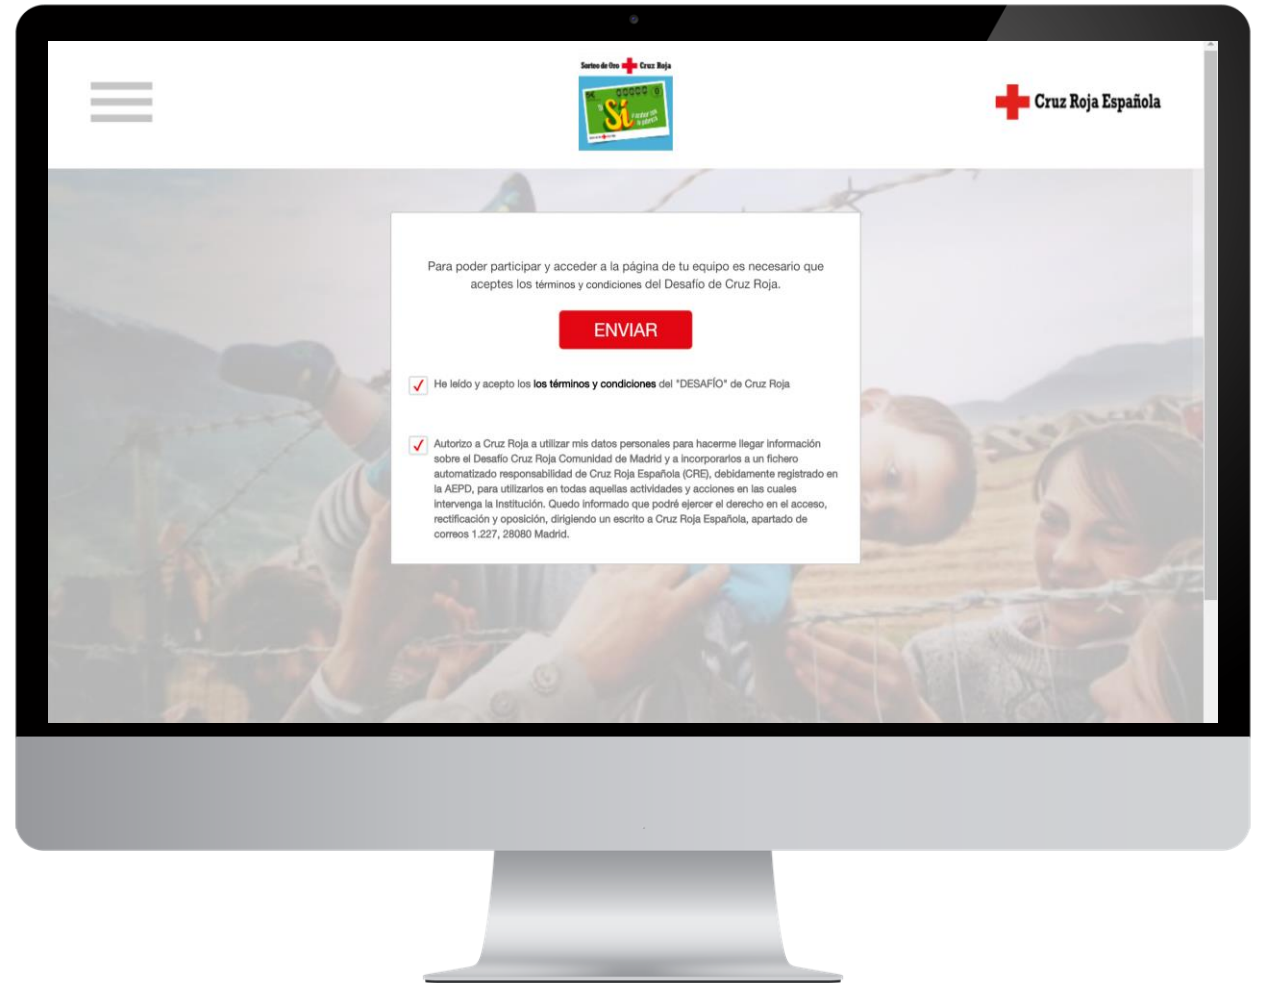 Sorteo de Oro Cruz Roja
5€ 00000 0
Sí
Cruz Roja Española
Para poder participar y acceder a la página de tu equipo es necesario que
aceptes los términos y condiciones del Desafío de Cruz Roja.
ENVIAR
He leído y acepto los los términos y condiciones del "DESAFÍO" de Cruz Roja
Autorizo a Cruz Roja a utilizar mis datos personales para hacerme llegar información
sobre el Desafío Cruz Roja Comunidad de Madrid y a incorporarlos a un fichero
automatizado responsabilidad de Cruz Roja Española (CRE), debidamente registrado en
la AEPD, para utilizarlos en todas aquellas actividades y acciones en las cuales
intervenga la Institución. Quedo informado que podré ejercer el derecho en el acceso,
rectificación y oposición, dirigiendo un escrito a Cruz Roja Española, apartado de
correos 1.227, 28080 Madrid.